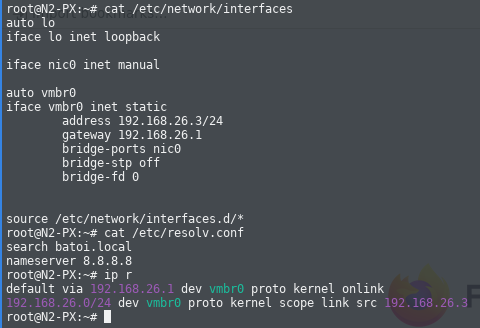 root@N2-PX:~# cat /etc/network/interfaces
auto lo
iface lo inet loopback
iface nic0 inet manual
auto vmbr0
iface vmbr0 inet static
        address 192.168.26.3/24
        gateway 192.168.26.1
        bridge-ports nic0
        bridge-stp off
        bridge-fd 0
source /etc/network/interfaces.d/*
root@N2-PX:~# cat /etc/resolv.conf
search batoi.local
nameserver 8.8.8.8
root@N2-PX:~# ip r
default via 192.168.26.1 dev vmbr0 proto kernel onlink
192.168.26.0/24 dev vmbr0 proto kernel scope link src 192.168.26.3
root@N2-PX:~#